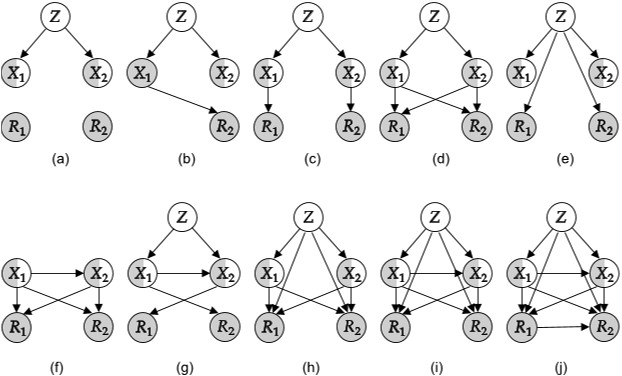 Z Z Z Z Z
X1 X2 X1 X2 X1 X2 X1 X2 X1 X2
R1 R2 R2 R1 R2 R1 R2 R1 R2
(a) (b) (c) (d) (e)
Z Z Z Z
X1 X2 X1 X2 X1 X2 X1 X2 X1 X2
R1 R2 R1 R2 R1 R2 R1 R2 R1 R2
(f) (g) (h) (i) (j)